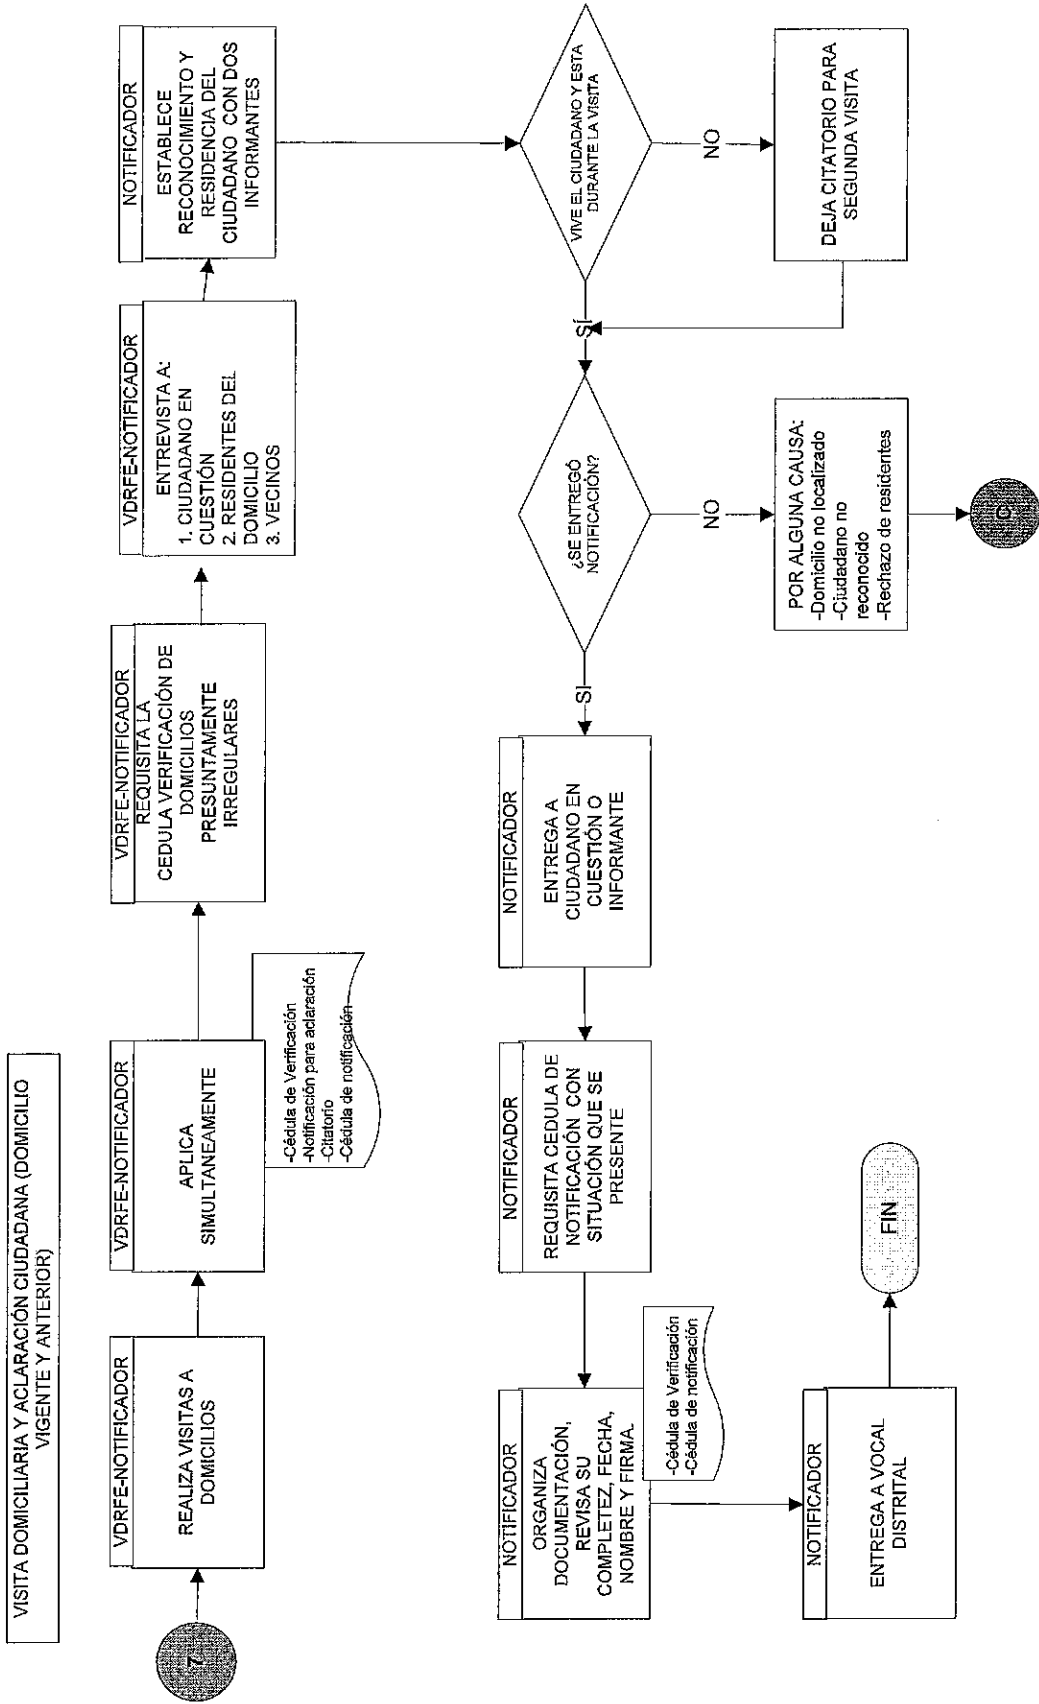 VISITA DOMICILIARIA Y ACLARACIÓN CIUDADANA (DOMICILIO
VIGENTE Y ANTERIOR)
7
VDRFE-NOTIFICADOR
REALIZA VISITAS A
DOMICILIOS
VDRFE-NOTIFICADOR
APLICA
SIMULTANEAMENTE
-Cédula de Verificación
-Notificación para aclaración
-Citatorio
-Cédula de notificación
VDRFE-NOTIFICADOR
REQUISITA LA
CEDULA VERIFICACIÓN DE
DOMICILIOS
PRESUNTAMENTE
IRREGULARES
VDRFE-NOTIFICADOR
ENTREVISTA A:
1. CIUDADANO EN
CUESTIÓN
2. RESIDENTES DEL
DOMICILIO
3. VECINOS
NOTIFICADOR
ESTABLECE
RECONOCIMIENTO Y
RESIDENCIA DEL
CIUDADANO CON DOS
INFORMANTES
VIVE EL CIUDADANO Y ESTA
DURANTE LA VISITA
NO
DEJA CITATORIO PARA
SEGUNDA VISITA
SÍ
¿SE ENTREGÓ
NOTIFICACIÓN?
NO
POR ALGUNA CAUSA:
-Domicilio no localizado
-Ciudadano no
reconocido
-Rechazo de residentes
C
SI
NOTIFICADOR
ENTREGA A
CIUDADANO EN
CUESTIÓN O
INFORMANTE
NOTIFICADOR
REQUISITA CEDULA DE
NOTIFICACIÓN CON
SITUACIÓN QUE SE
PRESENTE
NOTIFICADOR
ORGANIZA
DOCUMENTACIÓN,
REVISA SU
COMPLETEZ, FECHA,
NOMBRE Y FIRMA.
-Cédula de Verificación
-Cédula de notificación
NOTIFICADOR
ENTREGA A VOCAL
DISTRITAL
FIN